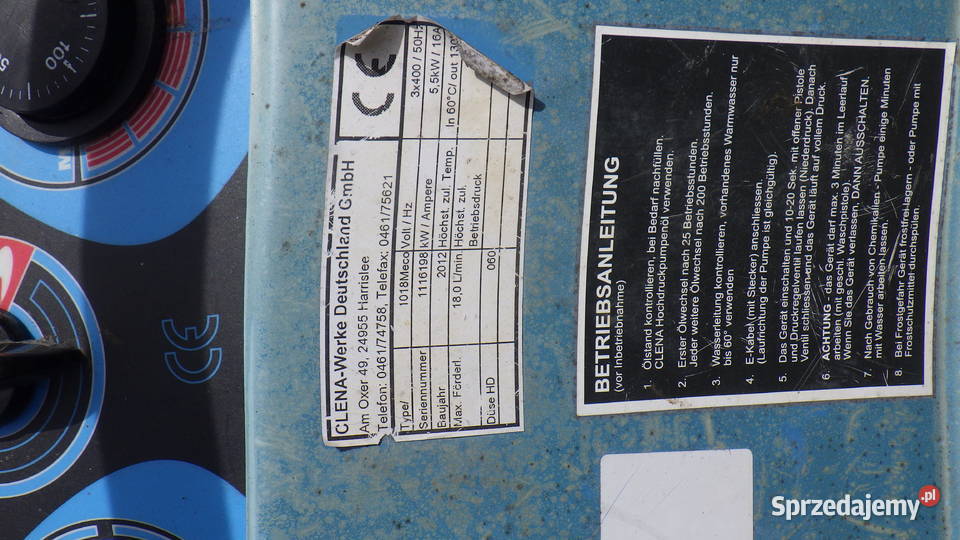 CLENA-Werke Deutschland GmbH
Am Oxer 49, 24955 Harrislee
Telefon: 0461/74758, Telefax: 0461/75621
CE
Type/ 1018Meco Volt / Hz 3x400 / 50Hz
Seriennummer 1116198 kW / Ampere 5,5kW / 16A
Baujahr 2012 Höchst. zul. Temp. In 60°C/ out 130°
Max. Förderl. 18,0 L/min. Höchst. zul.
Betriebsdruck
Düse HD 060
BETRIEBSANLEITUNG
(vor Inbetriebnahme)
1. Ölstand kontrollieren, bei Bedarf nachfüllen.
CLENA Hochdruckpumpenöl verwenden.
2. Erster Ölwechsel nach 25 Betriebsstunden.
Jeder weitere Ölwechsel nach 200 Betriebsstunden.
3. Wasserleitung kontrollieren, vorhandenes Warmwasser nur
bis 60° verwenden
4. E-Kabel (mit Stecker) anschliessen.
(Laufrichtung der Pumpe ist gleichgültig).
5. Das Gerät einschalten und 10-20 Sek. mit offener Pistole
und Druckregelventil laufen lassen (Niederdruck). Danach
Ventil schliessen und das Gerät läuft auf vollem Druck.
6. ACHTUNG - das Gerät darf max. 3 Minuten im Leerlauf
arbeiten (mit geschl. Waschpistole).
Wenn Sie das Gerät verlassen, DANN AUSSCHALTEN.
7. Nach Gebrauch von Chemikalien - Pumpe einige Minuten
mit Wasser arbeiten lassen.
8. Bei Frostgefahr Gerät frostfrei lagern oder Pumpe mit
Frostschutzmittel durchspülen.
100
CE
Sprzedajemy.pl